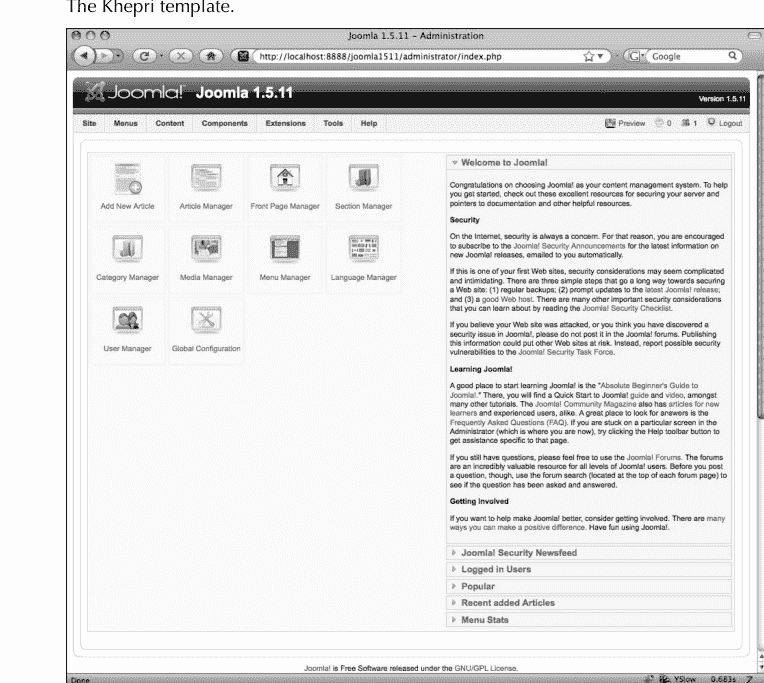 The Khepri template.
Joomla 1.5.11 - Administration
http://localhost:8888/joomla1511/administrator/index.php
Google
Joomla! Joomla 1.5.11
Version 1.5.11
Site Menus Content Components Extensions Tools Help Preview 0 1 Logout
Add New Article Article Manager Front Page Manager Section Manager
Category Manager Media Manager Menu Manager Language Manager
User Manager Global Configuration
Welcome to Joomla!
Congratulations on choosing Joomla! as your content management system. To help
you get started, check out these excellent resources for securing your server and
pointers to documentation and other helpful resources.
Security
On the Internet, security is always a concern. For that reason, you are encouraged
to subscribe to the Joomla! Security Announcements for the latest information on
new Joomla! releases, emailed to you automatically.
If this is one of your first Web sites, security considerations may seem complicated
and intimidating. There are three simple steps that go a long way towards securing
a Web site: (1) regular backups; (2) prompt updates to the latest Joomla! release;
and (3) a good Web host. There are many other important security considerations
that you can learn about by reading the Joomla! Security Checklist.
If you believe your Web site was attacked, or you think you have discovered a
security issue in Joomla!, please do not post it in the Joomla! forums. Publishing
this information could put other Web sites at risk. Instead, report possible security
vulnerabilities to the Joomla! Security Task Force.
Learning Joomla!
A good place to start learning Joomla! is the "Absolute Beginner's Guide to
Joomla!." There, you will find a Quick Start to Joomla! guide and video, amongst
many other tutorials. The Joomla! Community Magazine also has articles for new
learners and experienced users, alike. A great place to look for answers is the
Frequently Asked Questions (FAQ). If you are stuck on a particular screen in the
Administrator (which is where you are now), try clicking the Help toolbar button to
get assistance specific to that page.
If you still have questions, please feel free to use the Joomla! Forums. The forums
are an incredibly valuable resource for all levels of Joomla! users. Before you post
a question, though, use the forum search (located at the top of each forum page) to
see if the question has been asked and answered.
Getting Involved
If you want to help make Joomla! better, consider getting involved. There are many
ways you can make a positive difference. Have fun using Joomla!.
Joomla! Security Newsfeed
Logged in Users
Popular
Recent added Articles
Menu Stats
Joomla! is Free Software released under the GNU/GPL License.
Done YSlow 0.683s